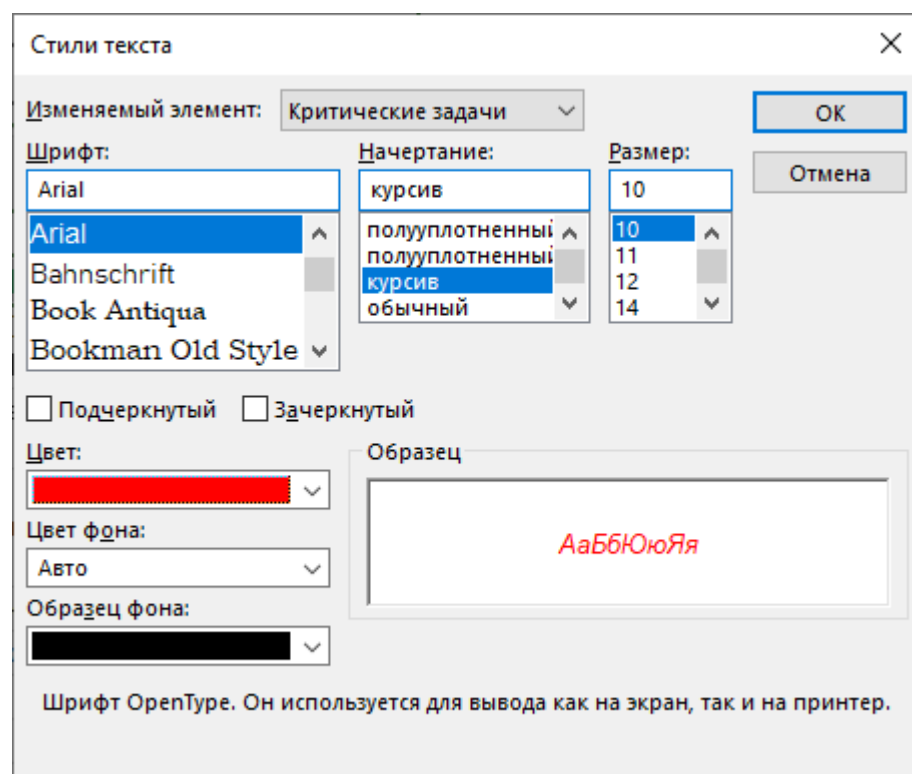 Стили текста
Изменяемый элемент: Критические задачи
ОК
Шрифт: Начертание: Размер:
Отмена
Arial курсив 10
Arial полууплотненный 10
Bahnschrift полууплотненный 11
Book Antiqua курсив 12
Bookman Old Style обычный 14
Подчеркнутый Зачеркнутый
Цвет: Образец
Цвет фона:
АаБбЮюЯя
Авто
Образец фона:
Шрифт OpenType. Он используется для вывода как на экран, так и на принтер.